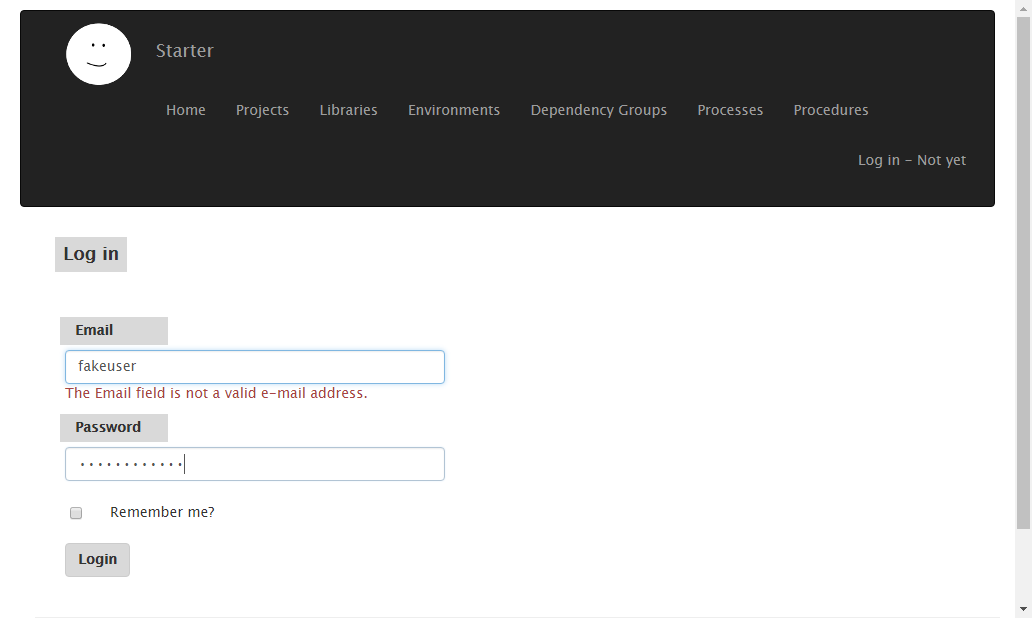 Starter
Home Projects Libraries Environments Dependency Groups Processes Procedures
Log in - Not yet
Log in
Email
fakeuser
The Email field is not a valid e-mail address.
Password
••••••••••••
Remember me?
Login